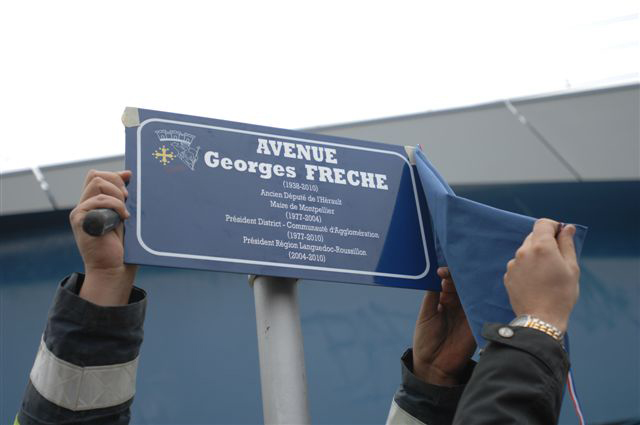 AVENUE
Georges FRECHE
(1938-2010)
Ancien Député de l'Hérault
Maire de Montpellier
(1977-2004)
Président District - Communauté d'Agglomération
(1977-2010)
Président Région Languedoc-Roussillon
(2004-2010)